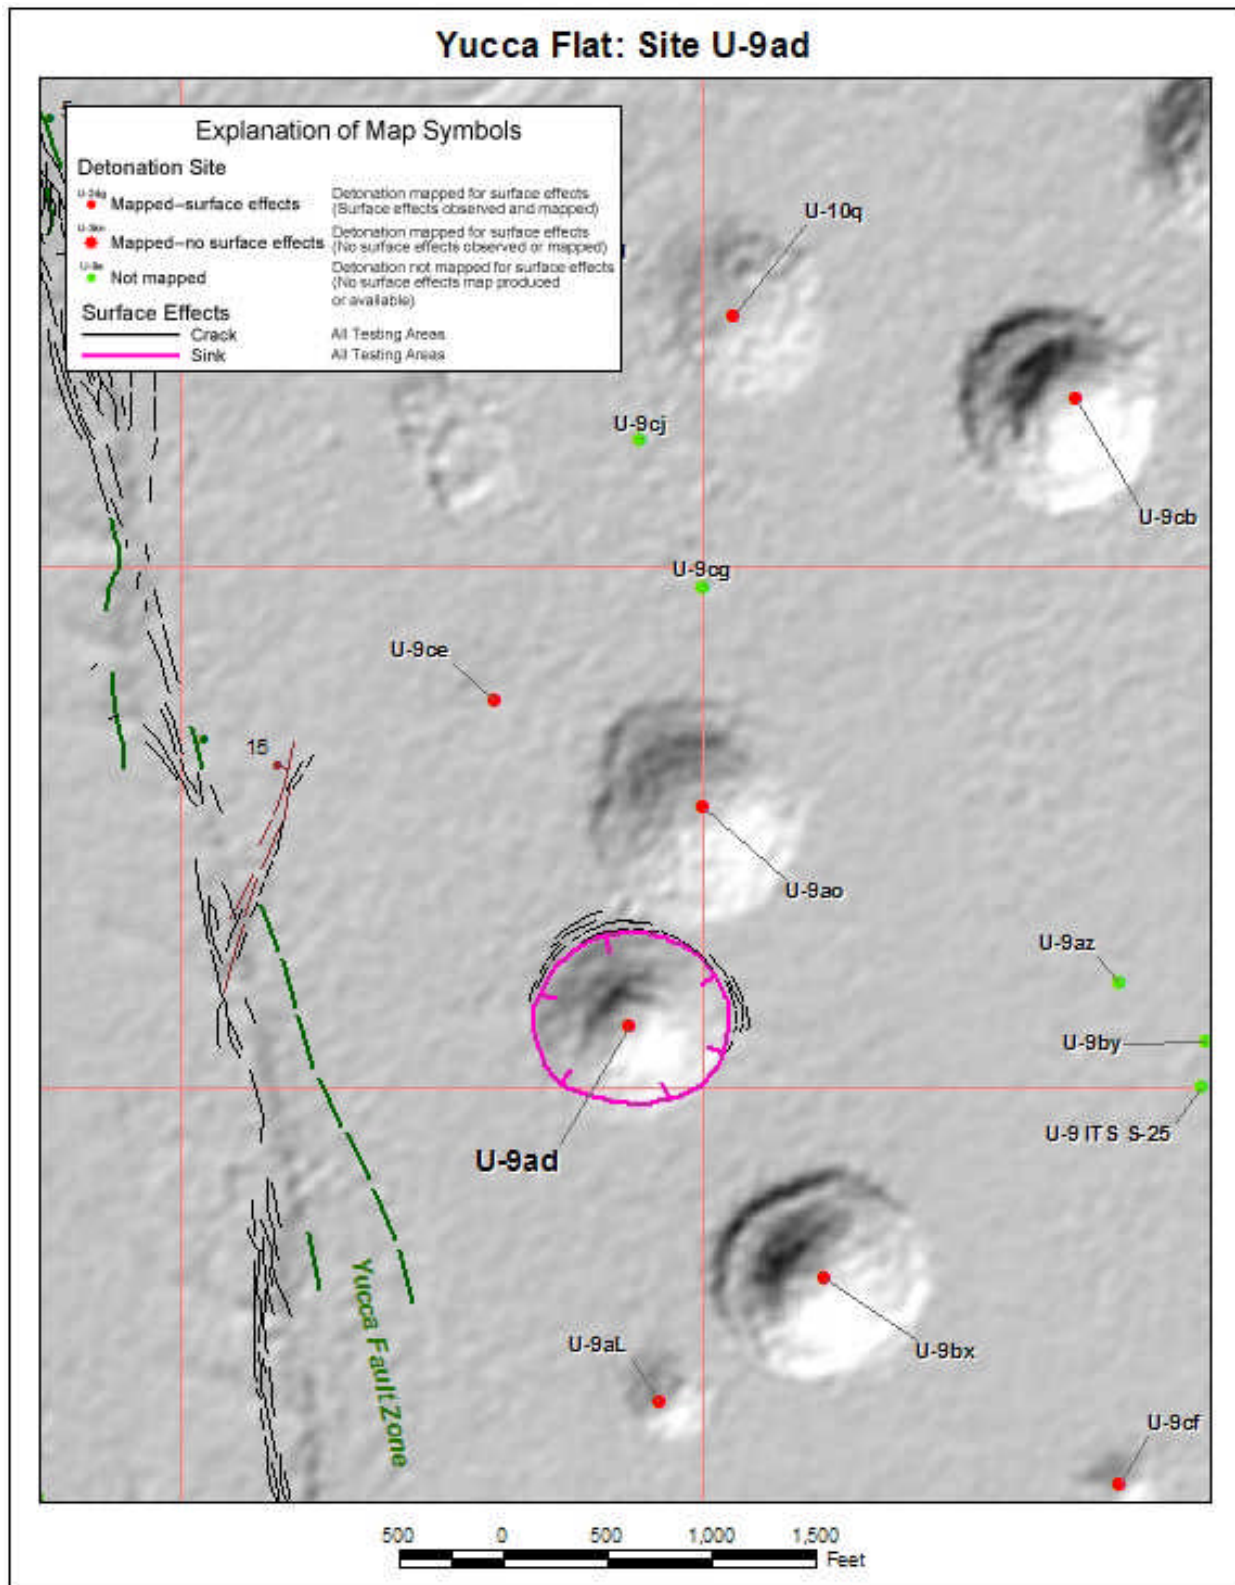 Yucca Flat: Site U-9ad
5
Explanation of Map Symbols
Detonation Site
Mapped–surface effects
Detonation mapped for surface effects
(Surface effects observed and mapped)
Mapped–no surface effects
Detonation mapped for surface effects
(No surface effects observed or mapped)
Not mapped
Detonation not mapped for surface effects
(No surface effects map produced
or available)
Surface Effects
Crack
All Testing Areas
Sink
All Testing Areas
U-10q
U-9cj
U-9cb
U-9cg
U-9ce
15
U-9ao
U-9az
U-9by
U-9 ITS S-25
U-9ad
Yucca Fault Zone
U-9aL
U-9bx
U-9cf
500 0 500 1,000 1,500
Feet